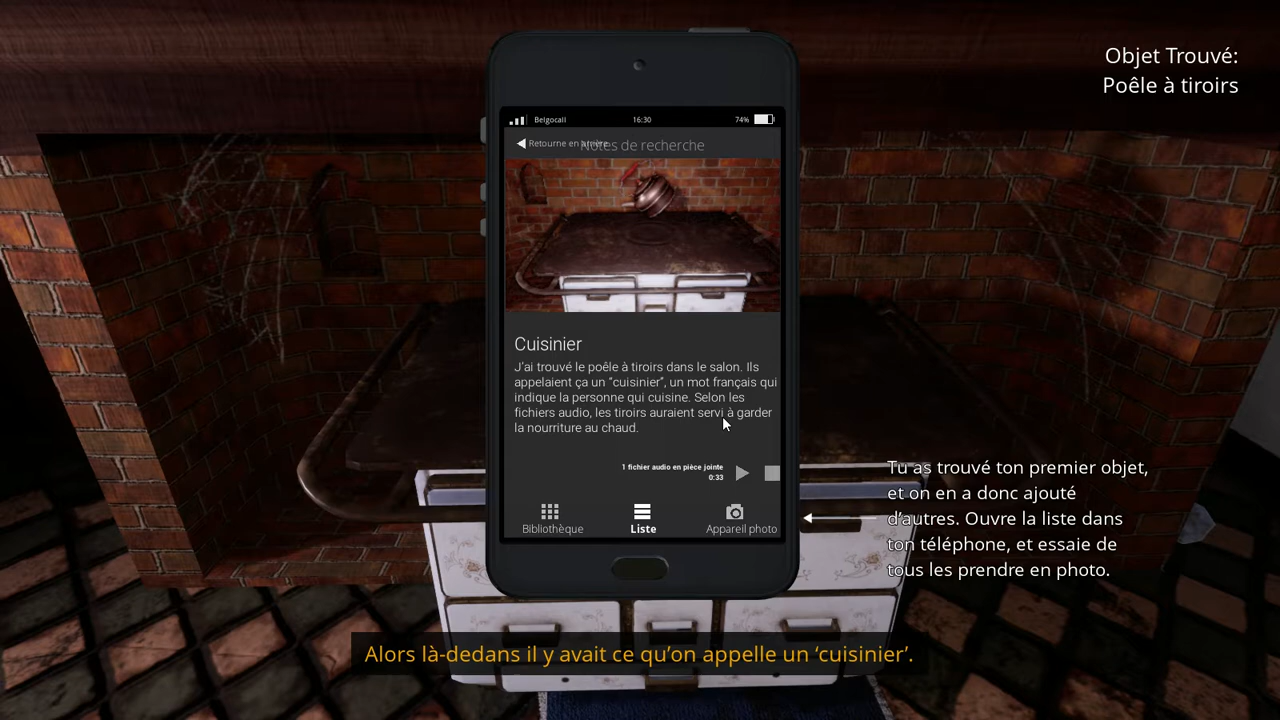 Objet Trouvé:
Poêle à tiroirs
Belgocall 16:30 74%
Retourne en arrière
Notes de recherche
Cuisinier
J'ai trouvé le poêle à tiroirs dans le salon. Ils
appelaient ça un “cuisinier”, un mot français qui
indique la personne qui cuisine. Selon les
fichiers audio, les tiroirs auraient servi à garder
la nourriture au chaud.
1 fichier audio en pièce jointe
0:33
Bibliothèque Liste Appareil photo
Tu as trouvé ton premier objet,
et on en a donc ajouté
d'autres. Ouvre la liste dans
ton téléphone, et essaie de
tous les prendre en photo.
Alors là-dedans il y avait ce qu'on appelle un ‘cuisinier’.